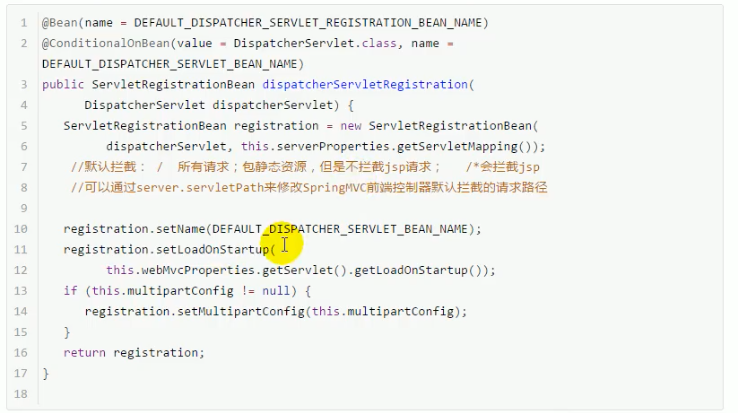 1 @Bean(name = DEFAULT_DISPATCHER_SERVLET_REGISTRATION_BEAN_NAME)
2 @ConditionalOnBean(value = DispatcherServlet.class, name =
DEFAULT_DISPATCHER_SERVLET_BEAN_NAME)
3 public ServletRegistrationBean dispatcherServletRegistration(
4 DispatcherServlet dispatcherServlet) {
5 ServletRegistrationBean registration = new ServletRegistrationBean(
6 dispatcherServlet, this.serverProperties.getServletMapping());
7 //默认拦截： / 所有请求；包静态资源，但是不拦截jsp请求； /*会拦截jsp
8 //可以通过server.servletPath来修改SpringMVC前端控制器默认拦截的请求路径
9
10 registration.setName(DEFAULT_DISPATCHER_SERVLET_BEAN_NAME);
11 registration.setLoadOnStartup(
12 this.webMvcProperties.getServlet().getLoadOnStartup());
13 if (this.multipartConfig != null) {
14 registration.setMultipartConfig(this.multipartConfig);
15 }
16 return registration;
17 }
18